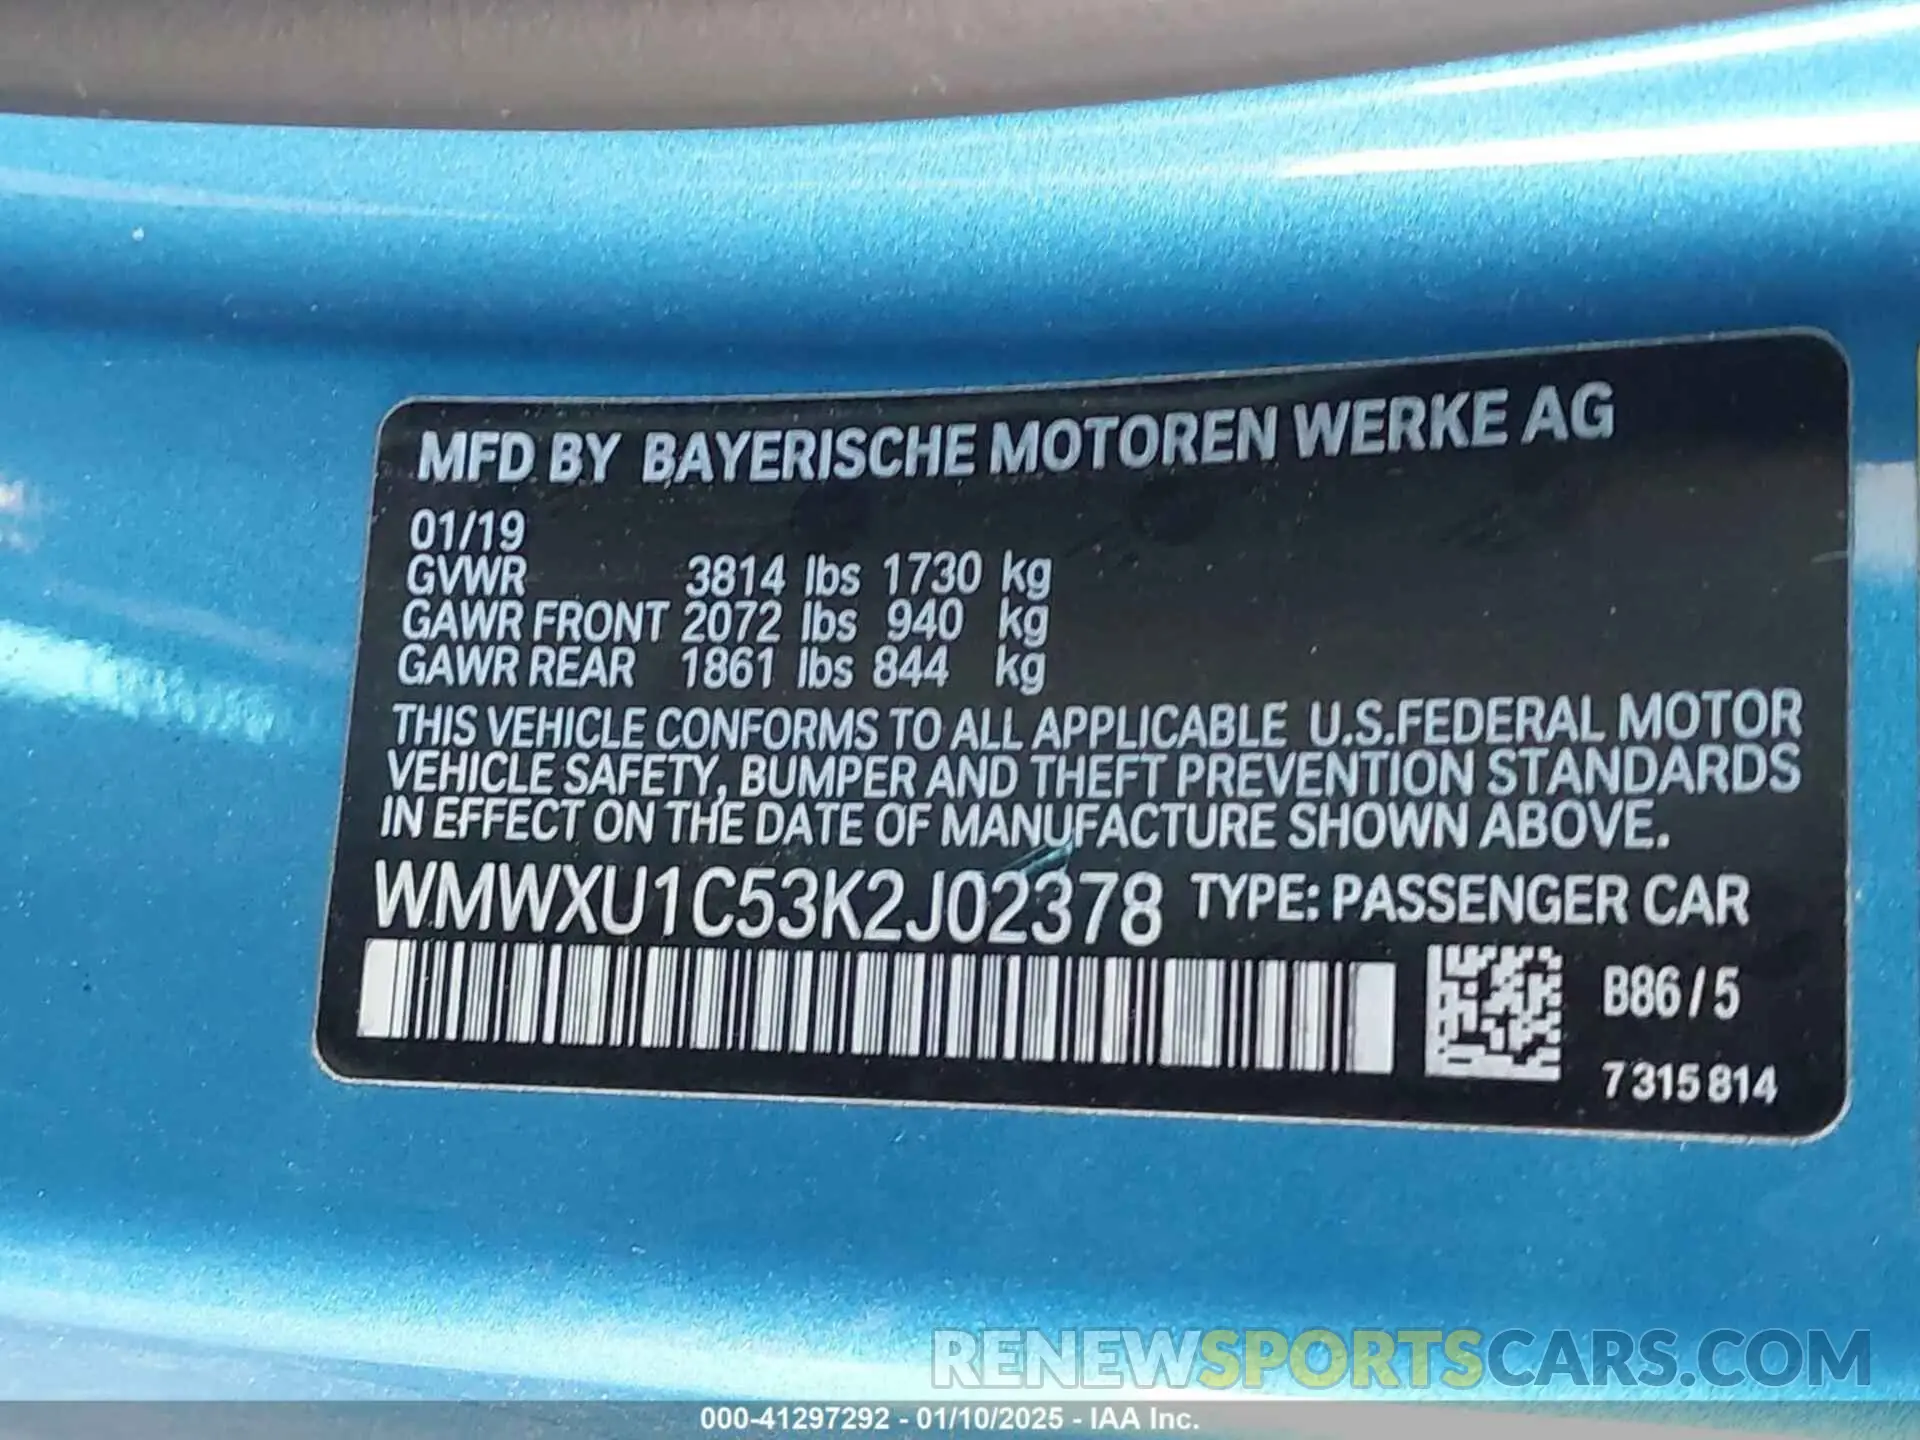 MFD BY BAYERISCHE MOTOREN WERKE AG
01/19
GVWR 3814 lbs 1730 kg
GAWR FRONT 2072 lbs 940 kg
GAWR REAR 1861 lbs 844 kg
THIS VEHICLE CONFORMS TO ALL APPLICABLE U.S.FEDERAL MOTOR
VEHICLE SAFETY, BUMPER AND THEFT PREVENTION STANDARDS
IN EFFECT ON THE DATE OF MANUFACTURE SHOWN ABOVE.
WMWXU1C53K2J02378 TYPE: PASSENGER CAR
B86/5
7315814
RENEWSPORTSCARS.COM
000-41297292 - 01/10/2025 - IAA Inc.